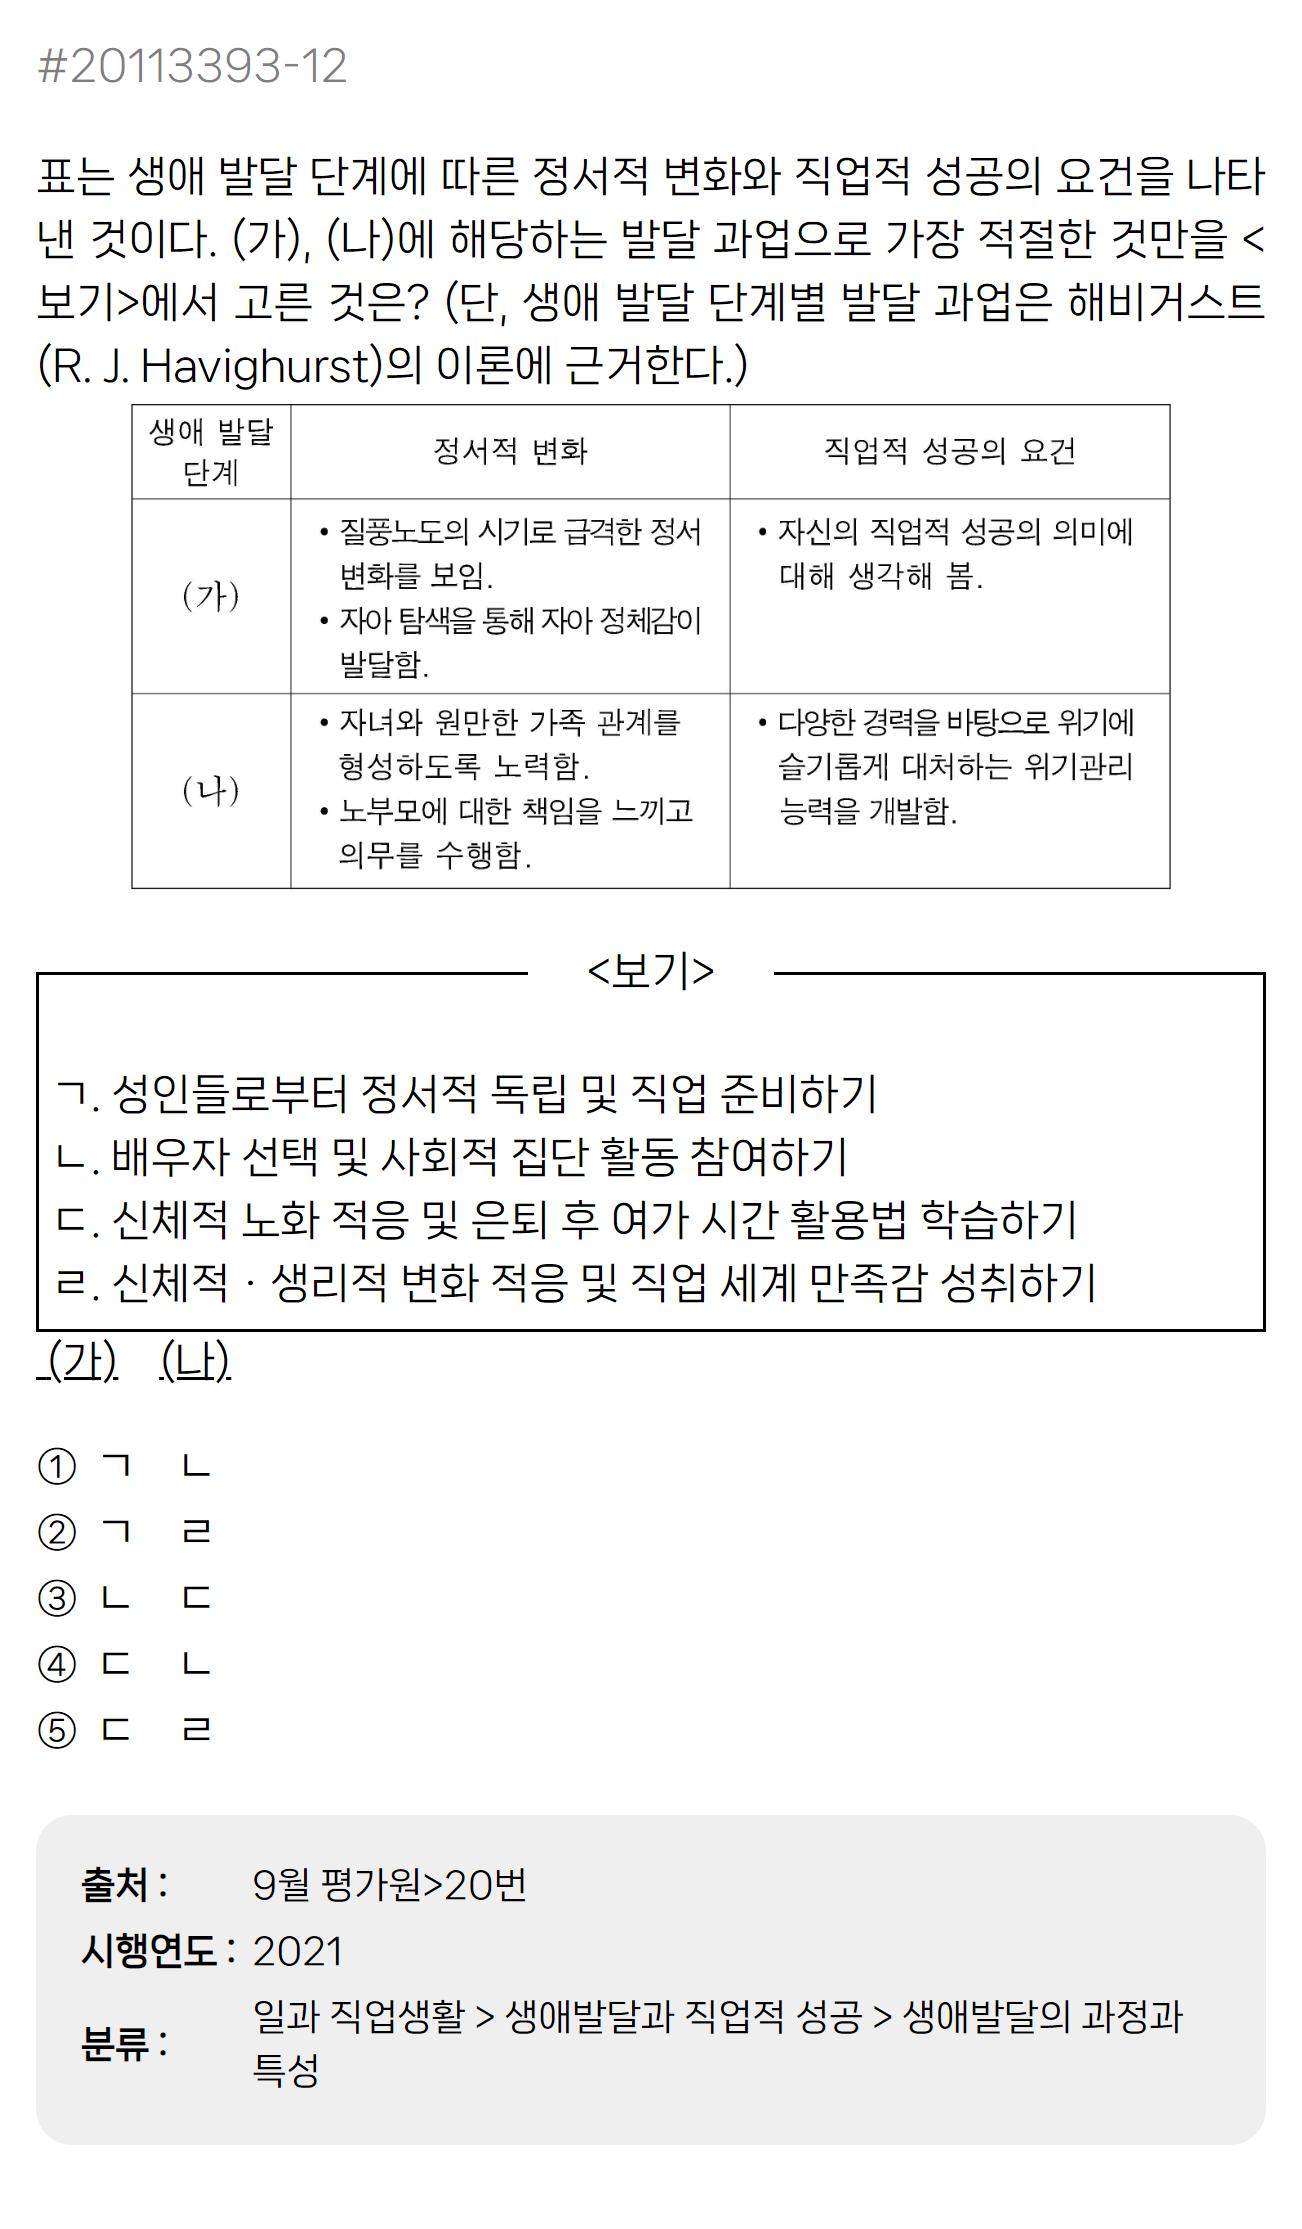 #20113393-12
표는 생애 발달 단계에 따른 정서적 변화와 직업적 성공의 요건을 나타
낸 것이다. (가), (나)에 해당하는 발달 과업으로 가장 적절한 것만을 <
보기>에서 고른 것은? (단, 생애 발달 단계별 발달 과업은 해비거스트
(R. J. Havighurst)의 이론에 근거한다.)
생애 발달
단계
정서적 변화
직업적 성공의 요건
(가)
• 질풍노도의 시기로 급격한 정서
변화를 보임.
• 자아 탐색을 통해 자아 정체감이
발달함.
• 자신의 직업적 성공의 의미에
대해 생각해 봄.
(나)
• 자녀와 원만한 가족 관계를
형성하도록 노력함.
• 노부모에 대한 책임을 느끼고
의무를 수행함.
• 다양한 경력을 바탕으로 위기에
슬기롭게 대처하는 위기관리
능력을 개발함.
<보기>
ㄱ. 성인들로부터 정서적 독립 및 직업 준비하기
ㄴ. 배우자 선택 및 사회적 집단 활동 참여하기
ㄷ. 신체적 노화 적응 및 은퇴 후 여가 시간 활용법 학습하기
ㄹ. 신체적 · 생리적 변화 적응 및 직업 세계 만족감 성취하기
(가) (나)
① ㄱ ㄴ
② ㄱ ㄹ
③ ㄴ ㄷ
④ ㄷ ㄴ
⑤ ㄷ ㄹ
출처 : 9월 평가원>20번
시행연도 : 2021
분류 : 일과 직업생활 > 생애발달과 직업적 성공 > 생애발달의 과정과
특성